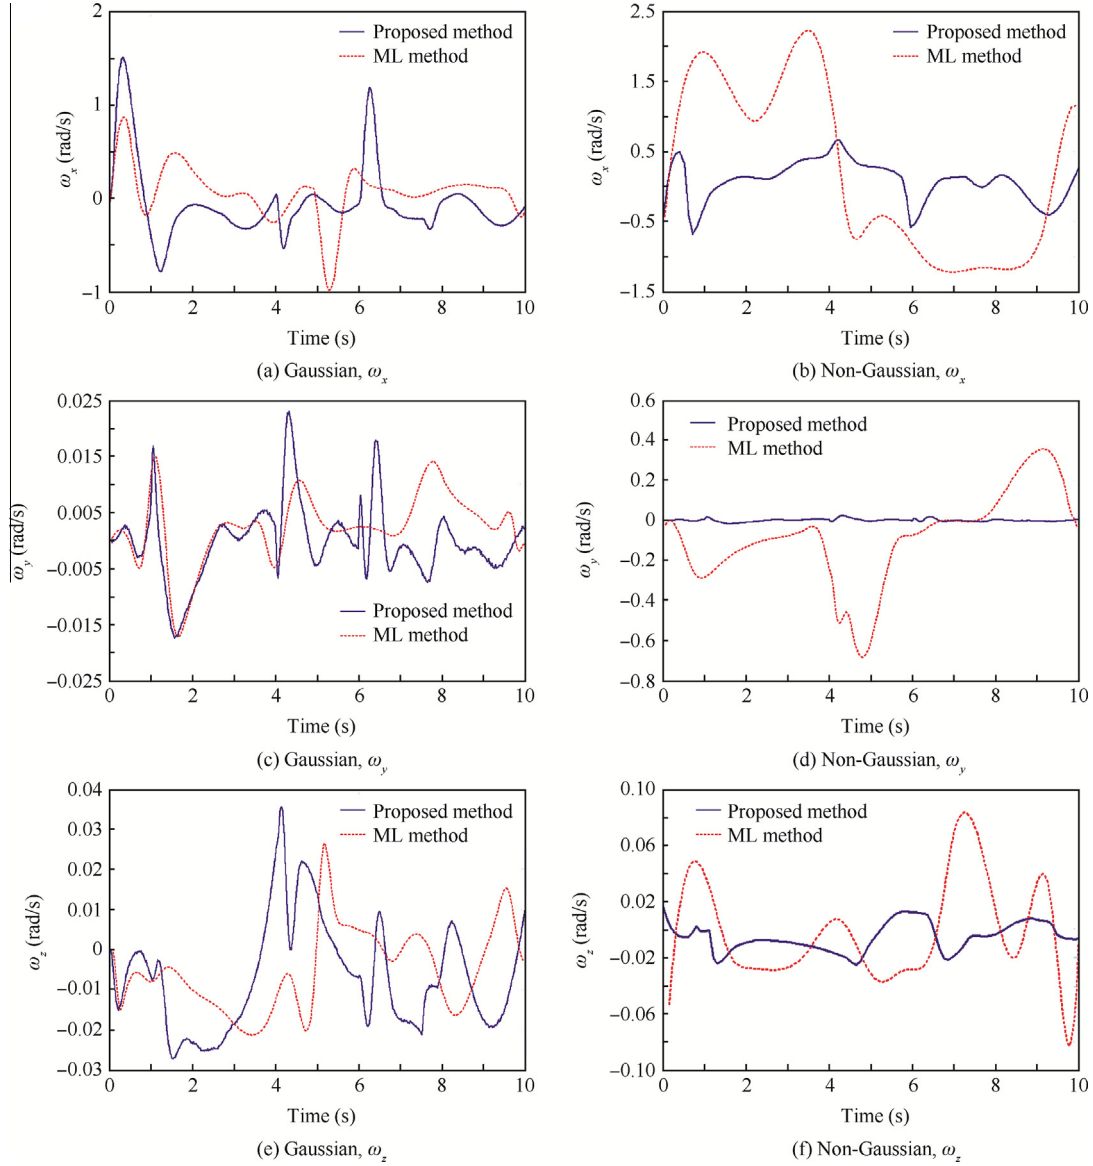 2
1
0
−1
ω_x (rad/s)
Proposed method
ML method
0 2 4 6 8 10
Time (s)
(a) Gaussian, ω_x
2.5
1.5
0.5
−0.5
−1.5
ω_x (rad/s)
Proposed method
ML method
0 2 4 6 8 10
Time (s)
(b) Non-Gaussian, ω_x
0.025
0.015
0.005
−0.005
−0.015
−0.025
ω_y (rad/s)
Proposed method
ML method
0 2 4 6 8 10
Time (s)
(c) Gaussian, ω_y
0.6
0.4
0.2
0
−0.2
−0.4
−0.6
−0.8
ω_y (rad/s)
Proposed method
ML method
0 2 4 6 8 10
Time (s)
(d) Non-Gaussian, ω_y
0.04
0.03
0.02
0.01
0
−0.01
−0.02
−0.03
ω_z (rad/s)
Proposed method
ML method
0 2 4 6 8 10
Time (s)
(e) Gaussian, ω_z
0.10
0.06
0.02
−0.02
−0.06
−0.10
ω_z (rad/s)
Proposed method
ML method
0 2 4 6 8 10
Time (s)
(f) Non-Gaussian, ω_z